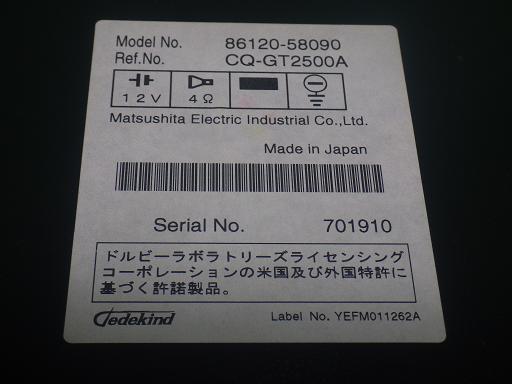 Model No. 86120-58090
Ref.No. CQ-GT2500A
12V 4Ω
Matsushita Electric Industrial Co.,Ltd.
Made in Japan
Serial No. 701910
ドルビーラボラトリーズライセンシング
コーポレーションの米国及び外国特許に
基づく許諾製品。
Dedekind Label No. YEFM011262A